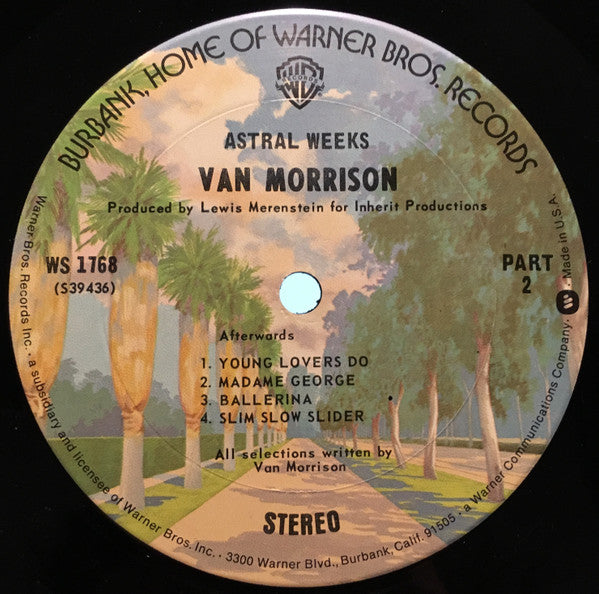 BURBANK, HOME OF WARNER BROS. RECORDS
WB
RECORDS
ASTRAL WEEKS
VAN MORRISON
Produced by Lewis Merenstein for Inherit Productions
WS 1768
(S39436)
PART
2
Afterwards
1. YOUNG LOVERS DO
2. MADAME GEORGE
3. BALLERINA
4. SLIM SLOW SLIDER
All selections written by
Van Morrison
STEREO
Warner Bros. Records Inc. · a subsidiary and licensee of Warner Bros. Inc. · 3300 Warner Blvd., Burbank, Calif. 91505 · a Warner Communications Company · Made in U.S.A.